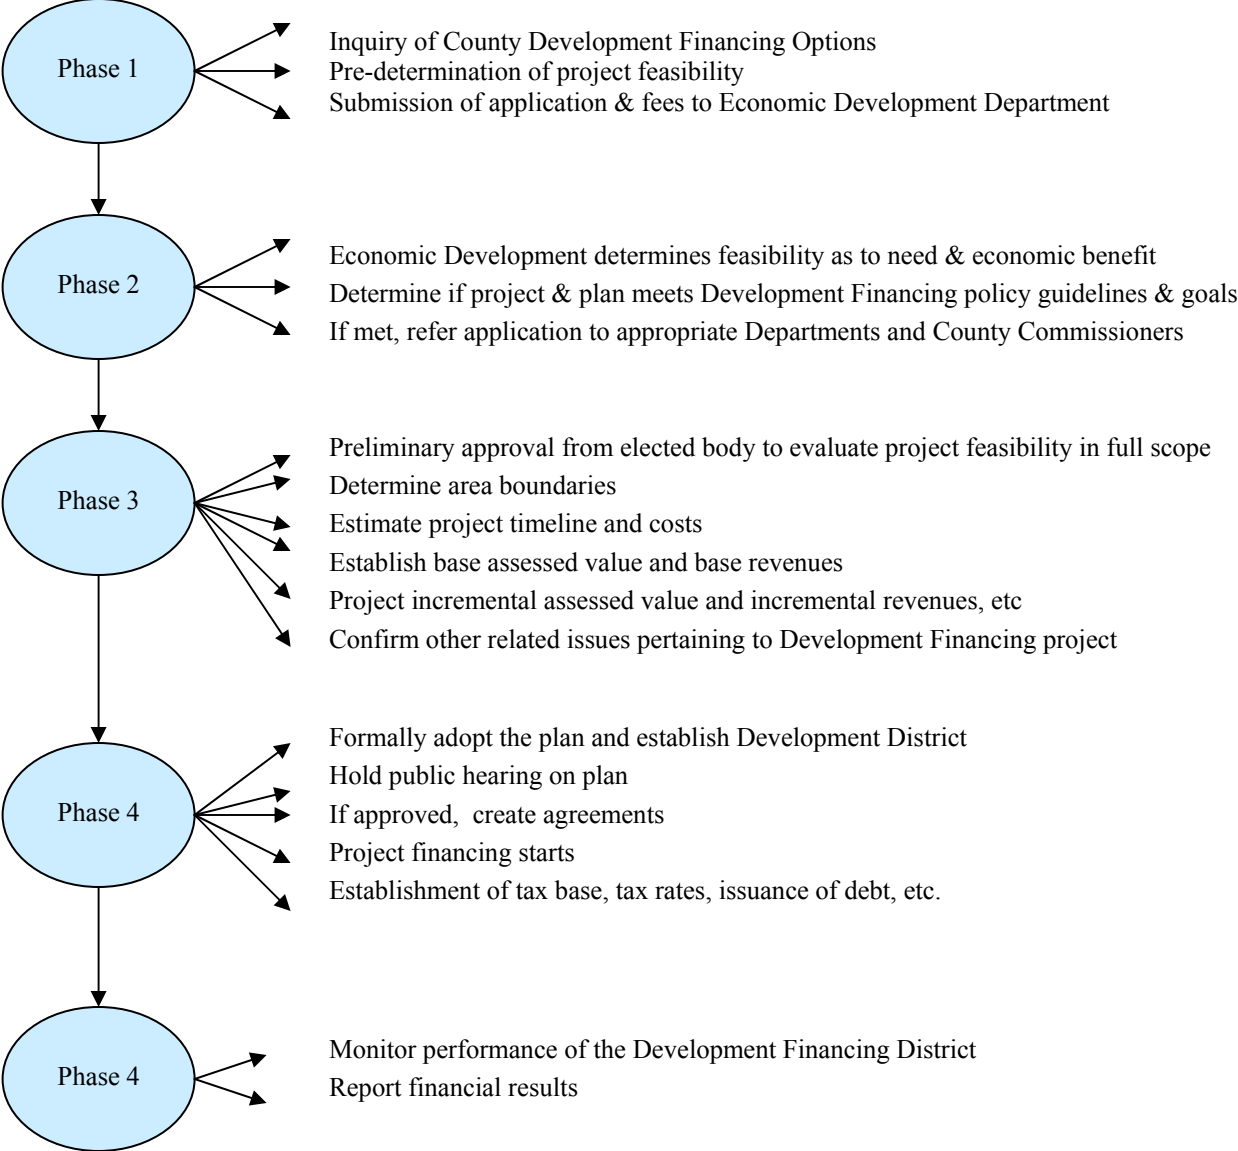 Phase 1
Inquiry of County Development Financing Options
Pre-determination of project feasibility
Submission of application & fees to Economic Development Department
Phase 2
Economic Development determines feasibility as to need & economic benefit
Determine if project & plan meets Development Financing policy guidelines & goals
If met, refer application to appropriate Departments and County Commissioners
Phase 3
Preliminary approval from elected body to evaluate project feasibility in full scope
Determine area boundaries
Estimate project timeline and costs
Establish base assessed value and base revenues
Project incremental assessed value and incremental revenues, etc
Confirm other related issues pertaining to Development Financing project
Phase 4
Formally adopt the plan and establish Development District
Hold public hearing on plan
If approved,  create agreements
Project financing starts
Establishment of tax base, tax rates, issuance of debt, etc.
Phase 4
Monitor performance of the Development Financing District
Report financial results